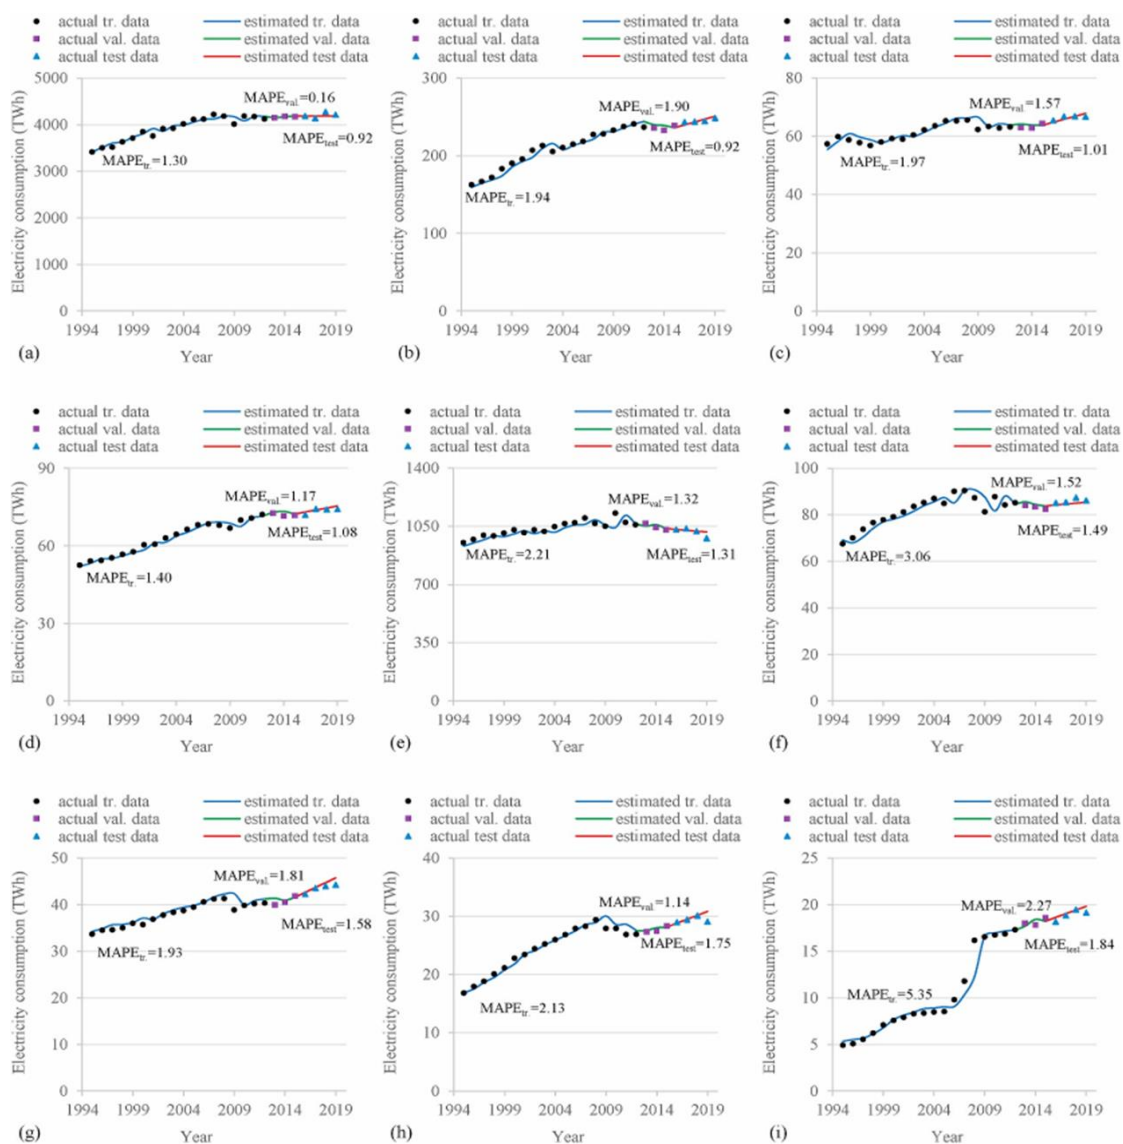 actual tr. data estimated tr. data
actual val. data estimated val. data
actual test data estimated test data
Electricity consumption (TWh)
5000
4000
3000
2000
1000
0
MAPEval.=0.16
MAPEtest=0.92
MAPEtr.=1.30
1994 1999 2004 2009 2014 2019
(a) Year
actual tr. data estimated tr. data
actual val. data estimated val. data
actual test data estimated test data
Electricity consumption (TWh)
300
200
100
0
MAPEval.=1.90
MAPEtest=0.92
MAPEtr.=1.94
1994 1999 2004 2009 2014 2019
(b) Year
actual tr. data estimated tr. data
actual val. data estimated val. data
actual test data estimated test data
Electricity consumption (TWh)
80
60
40
20
0
MAPEval.=1.57
MAPEtest=1.01
MAPEtr.=1.97
1994 1999 2004 2009 2014 2019
(c) Year
actual tr. data estimated tr. data
actual val. data estimated val. data
actual test data estimated test data
Electricity consumption (TWh)
90
60
30
0
MAPEval.=1.17
MAPEtest=1.08
MAPEtr.=1.40
1994 1999 2004 2009 2014 2019
(d) Year
actual tr. data estimated tr. data
actual val. data estimated val. data
actual test data estimated test data
Electricity consumption (TWh)
1400
1050
700
350
0
MAPEval.=1.32
MAPEtr.=2.21
MAPEtest=1.31
1994 1999 2004 2009 2014 2019
(e) Year
actual tr. data estimated tr. data
actual val. data estimated val. data
actual test data estimated test data
Electricity consumption (TWh)
100
80
60
40
20
0
MAPEval.=1.52
MAPEtest=1.49
MAPEtr.=3.06
1994 1999 2004 2009 2014 2019
(f) Year
actual tr. data estimated tr. data
actual val. data estimated val. data
actual test data estimated test data
Electricity consumption (TWh)
50
40
30
20
10
0
MAPEval.=1.81
MAPEtest=1.58
MAPEtr.=1.93
1994 1999 2004 2009 2014 2019
(g) Year
actual tr. data estimated tr. data
actual val. data estimated val. data
actual test data estimated test data
Electricity consumption (TWh)
40
30
20
10
0
MAPEval.=1.14
MAPEtest=1.75
MAPEtr.=2.13
1994 1999 2004 2009 2014 2019
(h) Year
actual tr. data estimated tr. data
actual val. data estimated val. data
actual test data estimated test data
Electricity consumption (TWh)
25
20
15
10
5
0
MAPEval.=2.27
MAPEtest=1.84
MAPEtr.=5.35
1994 1999 2004 2009 2014 2019
(i) Year